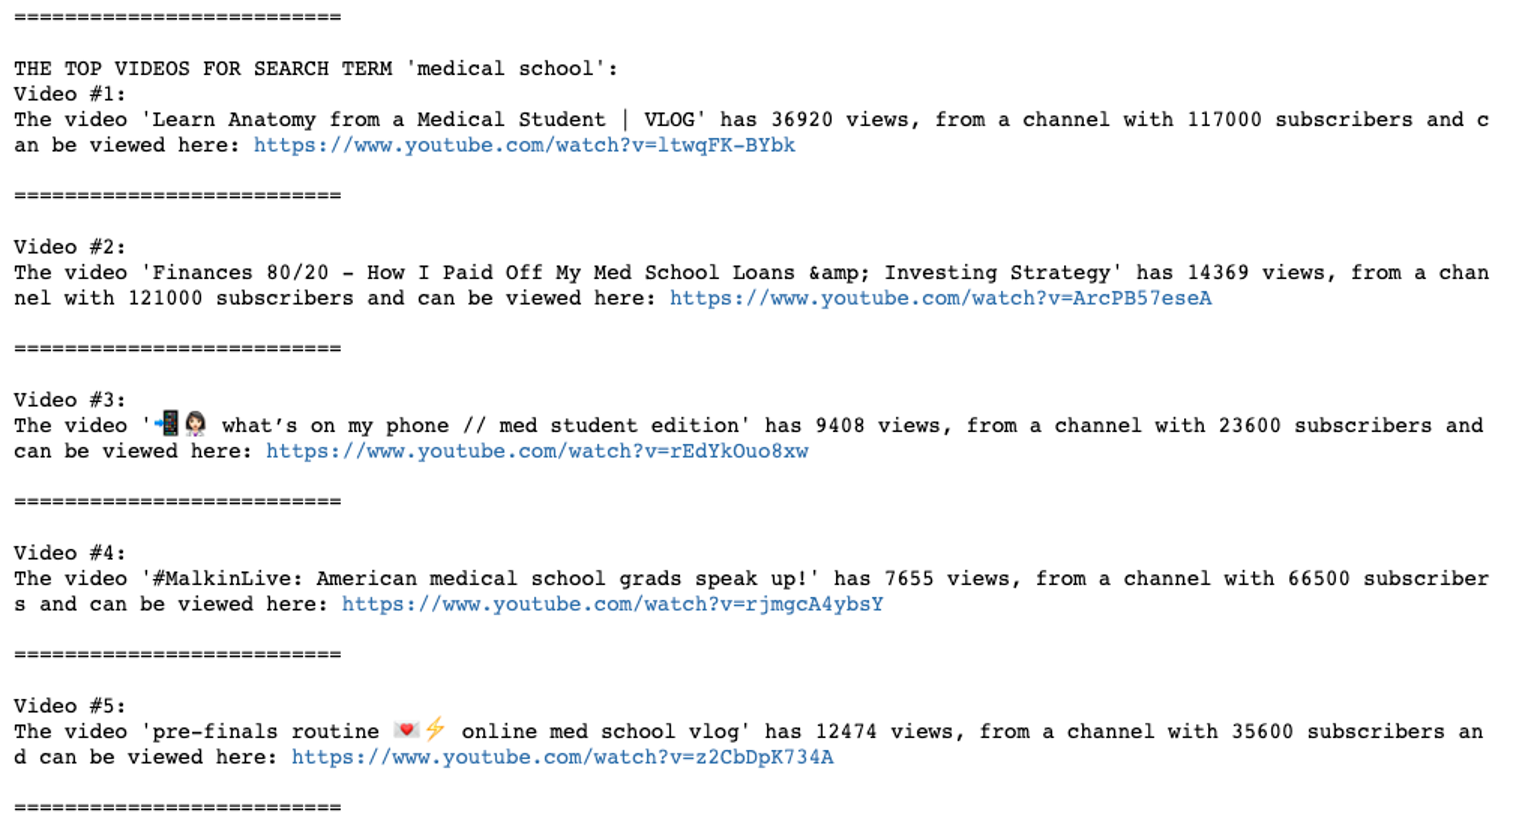 ==========================
THE TOP VIDEOS FOR SEARCH TERM 'medical school':
Video #1:
The video 'Learn Anatomy from a Medical Student | VLOG' has 36920 views, from a channel with 117000 subscribers and c
an be viewed here: https://www.youtube.com/watch?v=ltwqFK-BYbk
==========================
Video #2:
The video 'Finances 80/20 - How I Paid Off My Med School Loans &amp; Investing Strategy' has 14369 views, from a chan
nel with 121000 subscribers and can be viewed here: https://www.youtube.com/watch?v=ArcPB57eseA
==========================
Video #3:
The video '📲👩🏻‍⚕️ what’s on my phone // med student edition' has 9408 views, from a channel with 23600 subscribers and
can be viewed here: https://www.youtube.com/watch?v=rEdYkOuo8xw
==========================
Video #4:
The video '#MalkinLive: American medical school grads speak up!' has 7655 views, from a channel with 66500 subscriber
s and can be viewed here: https://www.youtube.com/watch?v=rjmgcA4ybsY
==========================
Video #5:
The video 'pre-finals routine 💌⚡ online med school vlog' has 12474 views, from a channel with 35600 subscribers an
d can be viewed here: https://www.youtube.com/watch?v=z2CbDpK734A
==========================